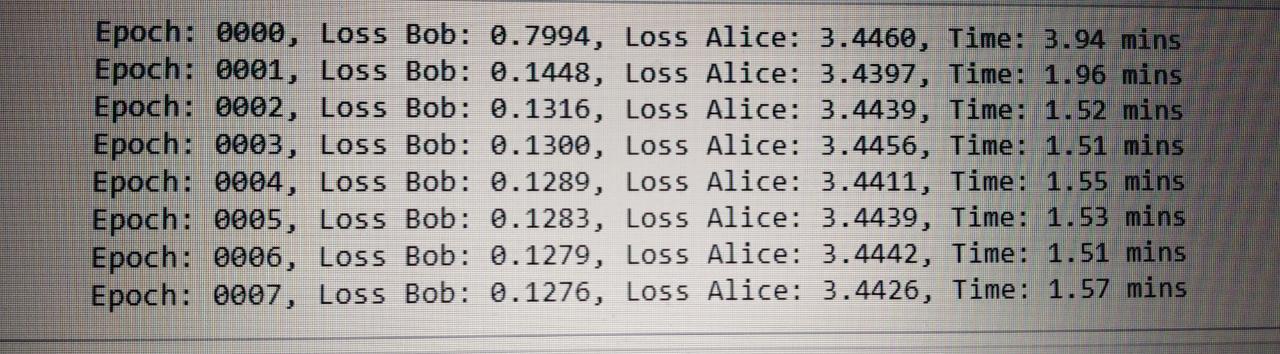 Epoch: 0000, Loss Bob: 0.7994, Loss Alice: 3.4460, Time: 3.94 mins
Epoch: 0001, Loss Bob: 0.1448, Loss Alice: 3.4397, Time: 1.96 mins
Epoch: 0002, Loss Bob: 0.1316, Loss Alice: 3.4439, Time: 1.52 mins
Epoch: 0003, Loss Bob: 0.1300, Loss Alice: 3.4456, Time: 1.51 mins
Epoch: 0004, Loss Bob: 0.1289, Loss Alice: 3.4411, Time: 1.55 mins
Epoch: 0005, Loss Bob: 0.1283, Loss Alice: 3.4439, Time: 1.53 mins
Epoch: 0006, Loss Bob: 0.1279, Loss Alice: 3.4442, Time: 1.51 mins
Epoch: 0007, Loss Bob: 0.1276, Loss Alice: 3.4426, Time: 1.57 mins